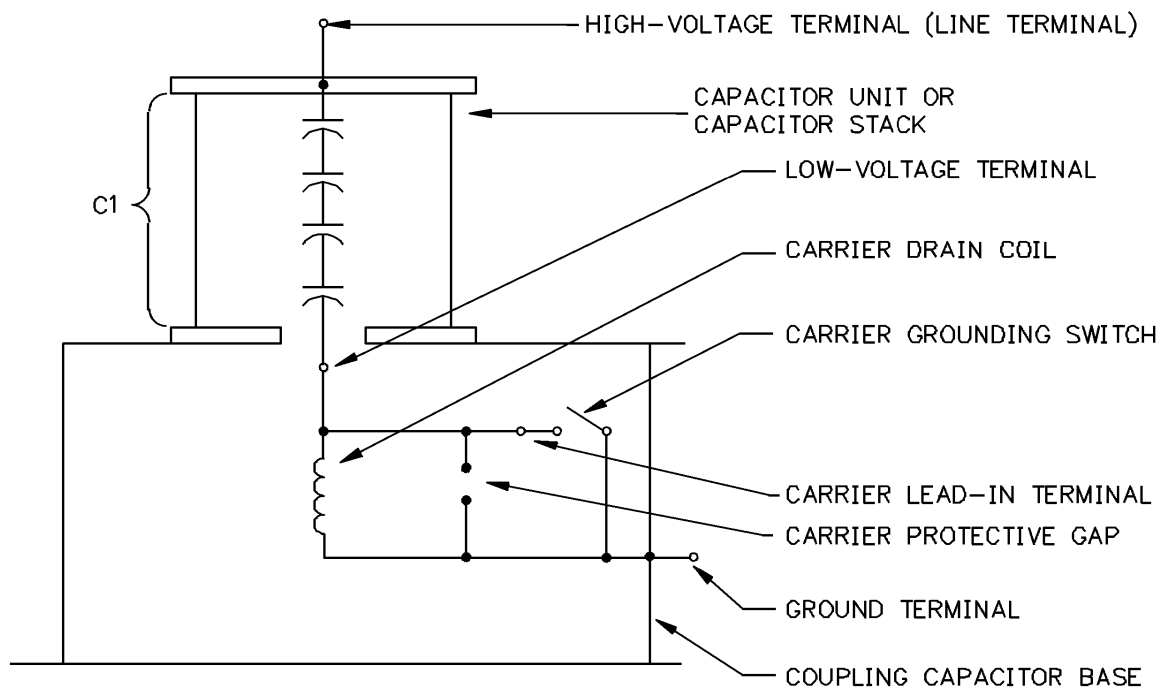 HIGH-VOLTAGE TERMINAL (LINE TERMINAL)
CAPACITOR UNIT OR
CAPACITOR STACK
LOW-VOLTAGE TERMINAL
C1
CARRIER DRAIN COIL
CARRIER GROUNDING SWITCH
CARRIER LEAD-IN TERMINAL
CARRIER PROTECTIVE GAP
GROUND TERMINAL
COUPLING CAPACITOR BASE